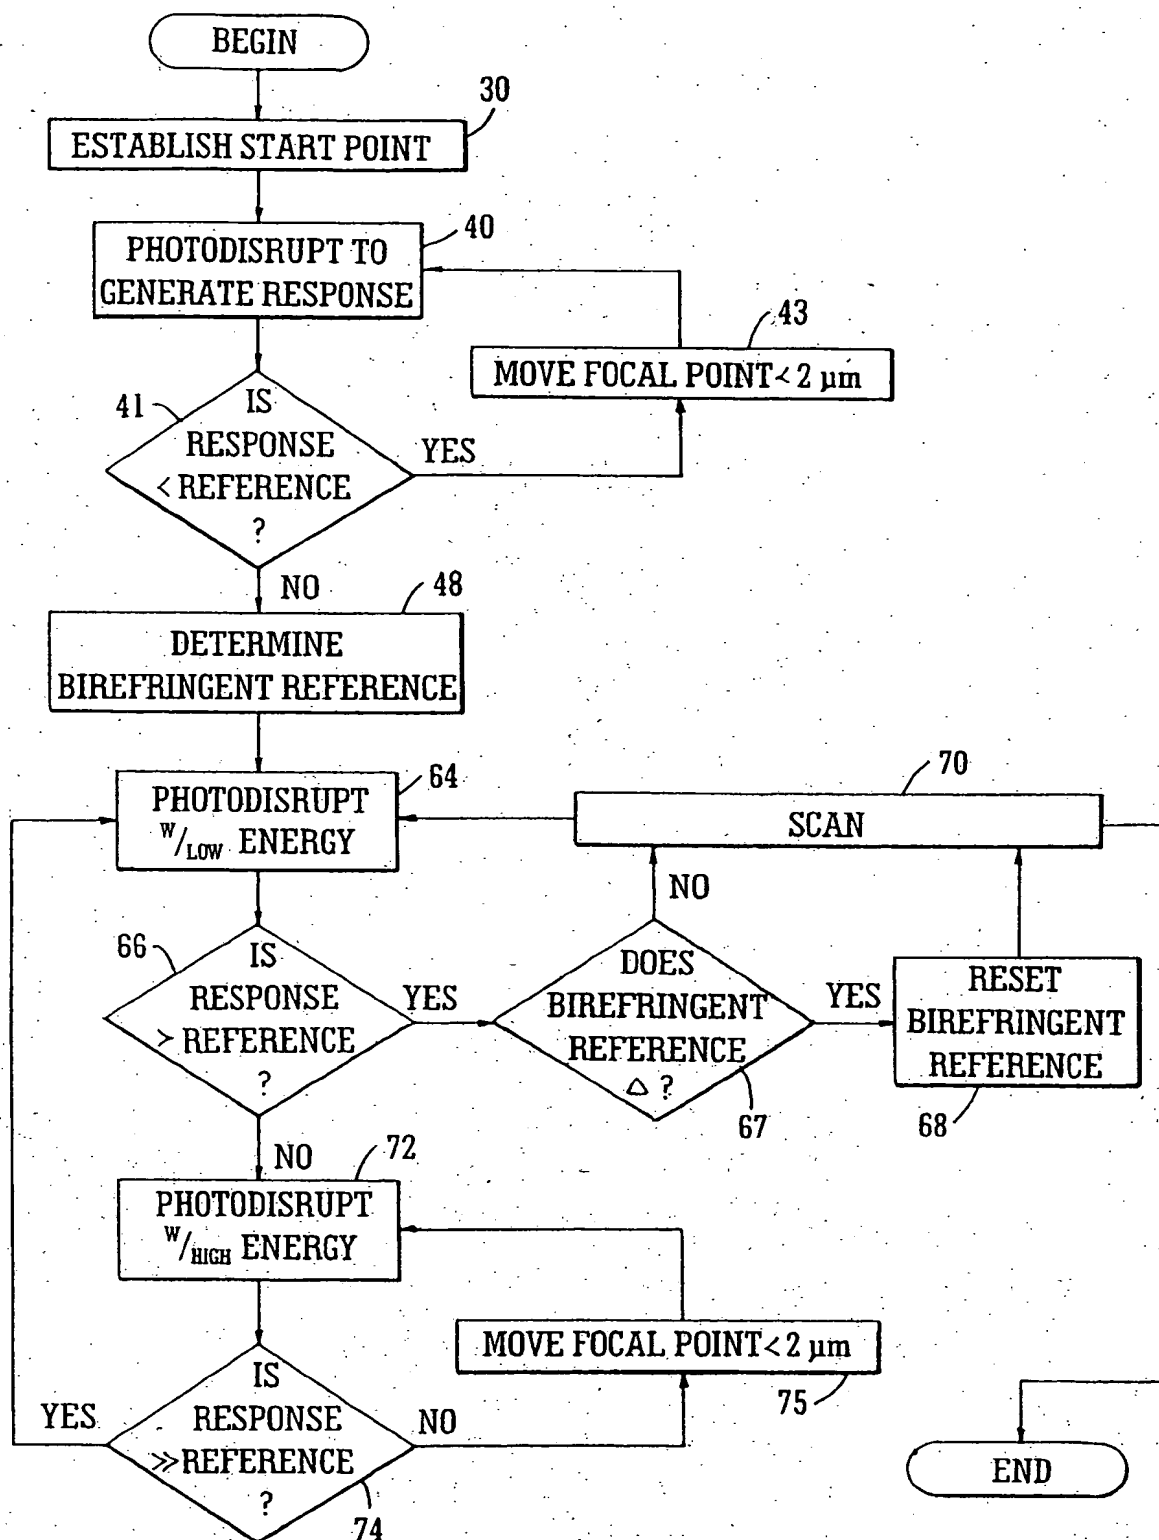 BEGIN
30
ESTABLISH START POINT
40
PHOTODISRUPT TO
GENERATE RESPONSE
43
MOVE FOCAL POINT < 2 µm
41
IS
RESPONSE
< REFERENCE
?
YES
NO
48
DETERMINE
BIREFRINGENT REFERENCE
64
PHOTODISRUPT
W/LOW ENERGY
70
SCAN
NO
66
IS
RESPONSE
> REFERENCE
?
YES
DOES
BIREFRINGENT
REFERENCE
△ ?
67
YES
RESET
BIREFRINGENT
REFERENCE
68
NO
72
PHOTODISRUPT
W/HIGH ENERGY
MOVE FOCAL POINT < 2 µm
75
IS
RESPONSE
≫ REFERENCE
?
74
YES
NO
END